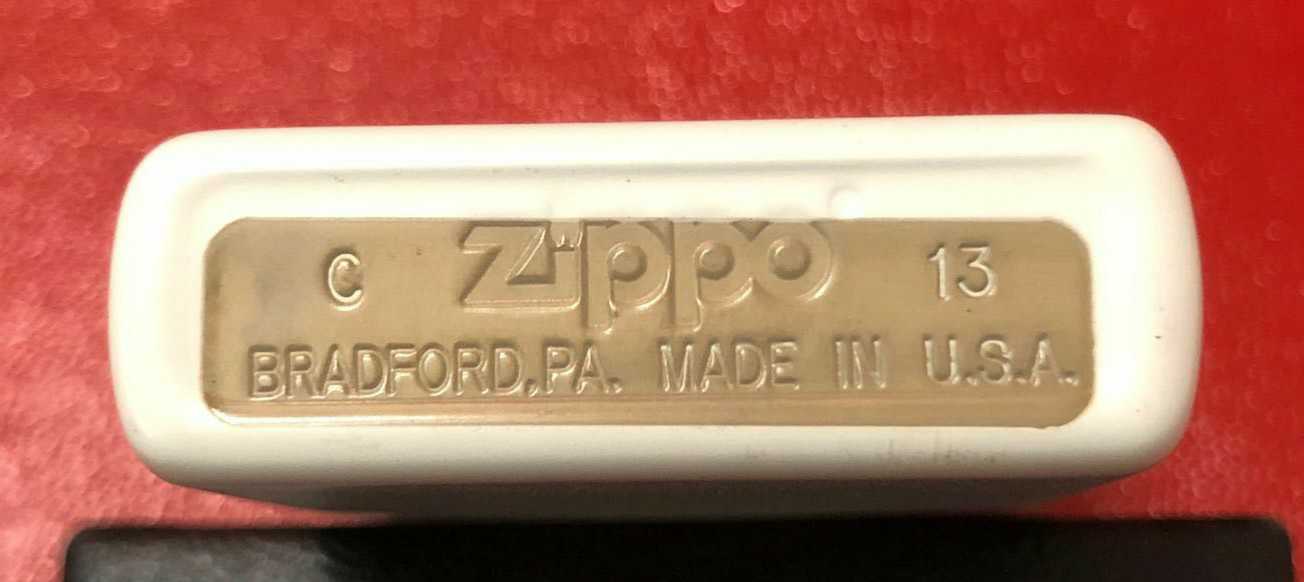 C zippo 13
BRADFORD,PA. MADE IN U.S.A.